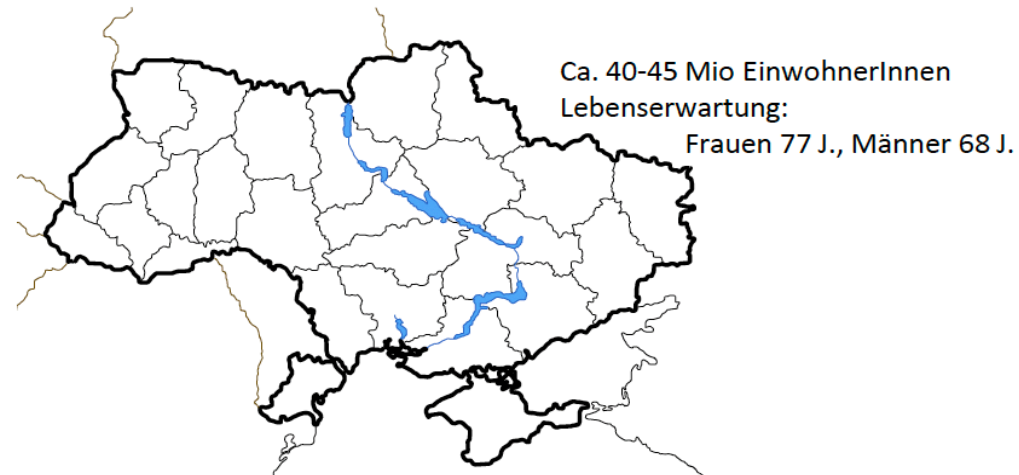 Ca. 40-45 Mio EinwohnerInnen
Lebenserwartung:
Frauen 77 J., Männer 68 J.